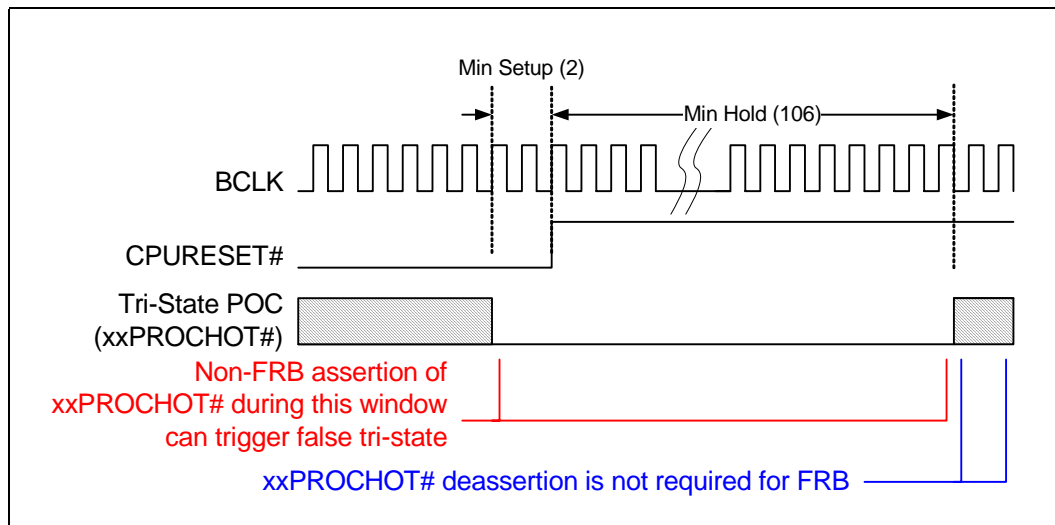 Min Setup (2)
Min Hold (106)
BCLK
CPURESET#
Tri-State POC
(xxPROCHOT#)
Non-FRB assertion of
xxPROCHOT# during this window
can trigger false tri-state
xxPROCHOT# deassertion is not required for FRB